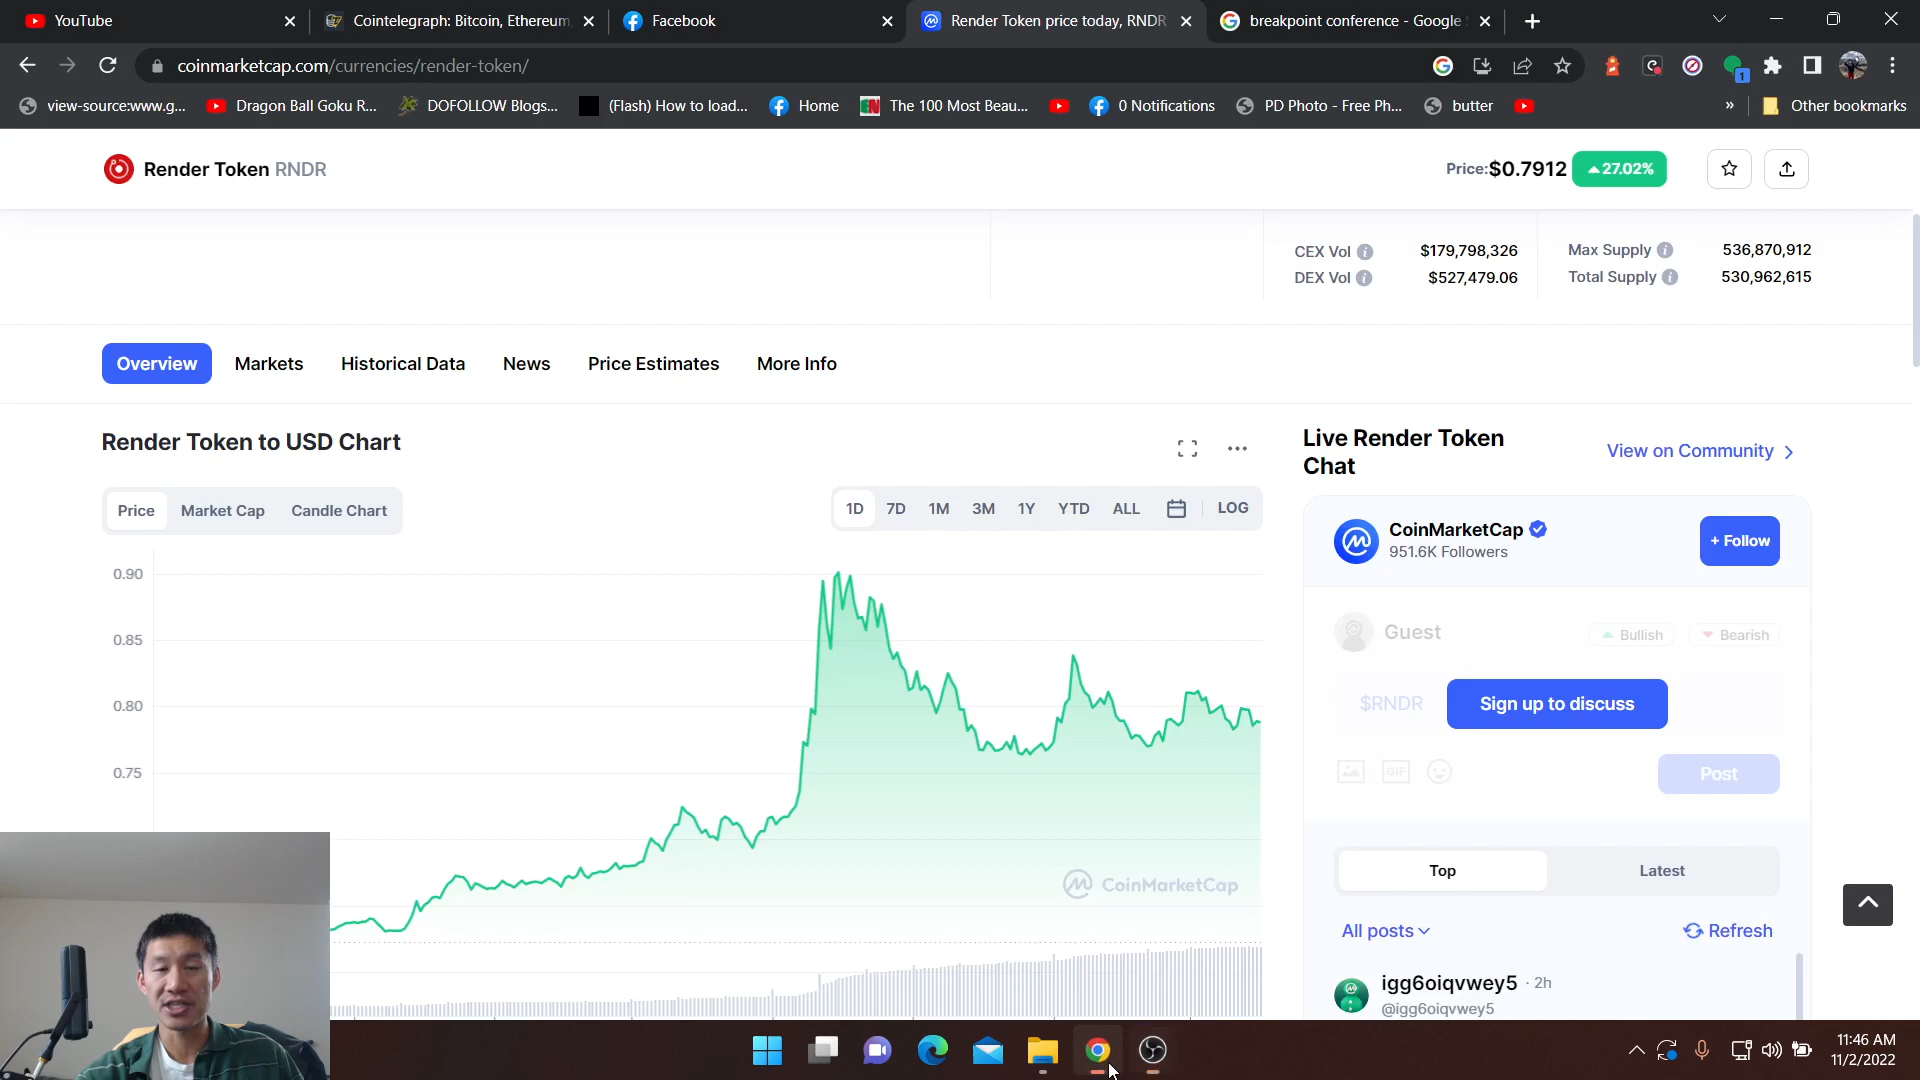 YouTube
Cointelegraph: Bitcoin, Ethereum
Facebook
Render Token price today, RNDR
breakpoint conference - Google
coinmarketcap.com/currencies/render-token/
1
view-source:www.g...
Dragon Ball Goku R...
DOFOLLOW Blogs...
(Flash) How to load...
Home
The 100 Most Beau...
0 Notifications
PD Photo - Free Ph...
butter
»
Other bookmarks
Render Token RNDR
Price:$0.7912
27.02%
CEX Vol $179,798,326
DEX Vol $527,479.06
Max Supply 536,870,912
Total Supply 530,962,615
Overview
Markets
Historical Data
News
Price Estimates
More Info
Render Token to USD Chart
Price
Market Cap
Candle Chart
1D
7D
1M
3M
1Y
YTD
ALL
LOG
0.90
0.85
0.80
0.75
CoinMarketCap
Live Render Token
Chat
View on Community
CoinMarketCap
951.6K Followers
+ Follow
Guest
Bullish
Bearish
$RNDR
Sign up to discuss
GIF
Post
Top
Latest
All posts
Refresh
igg6oiqvwey5 · 2h
@igg6oiqvwey5
11:46 AM
11/2/2022